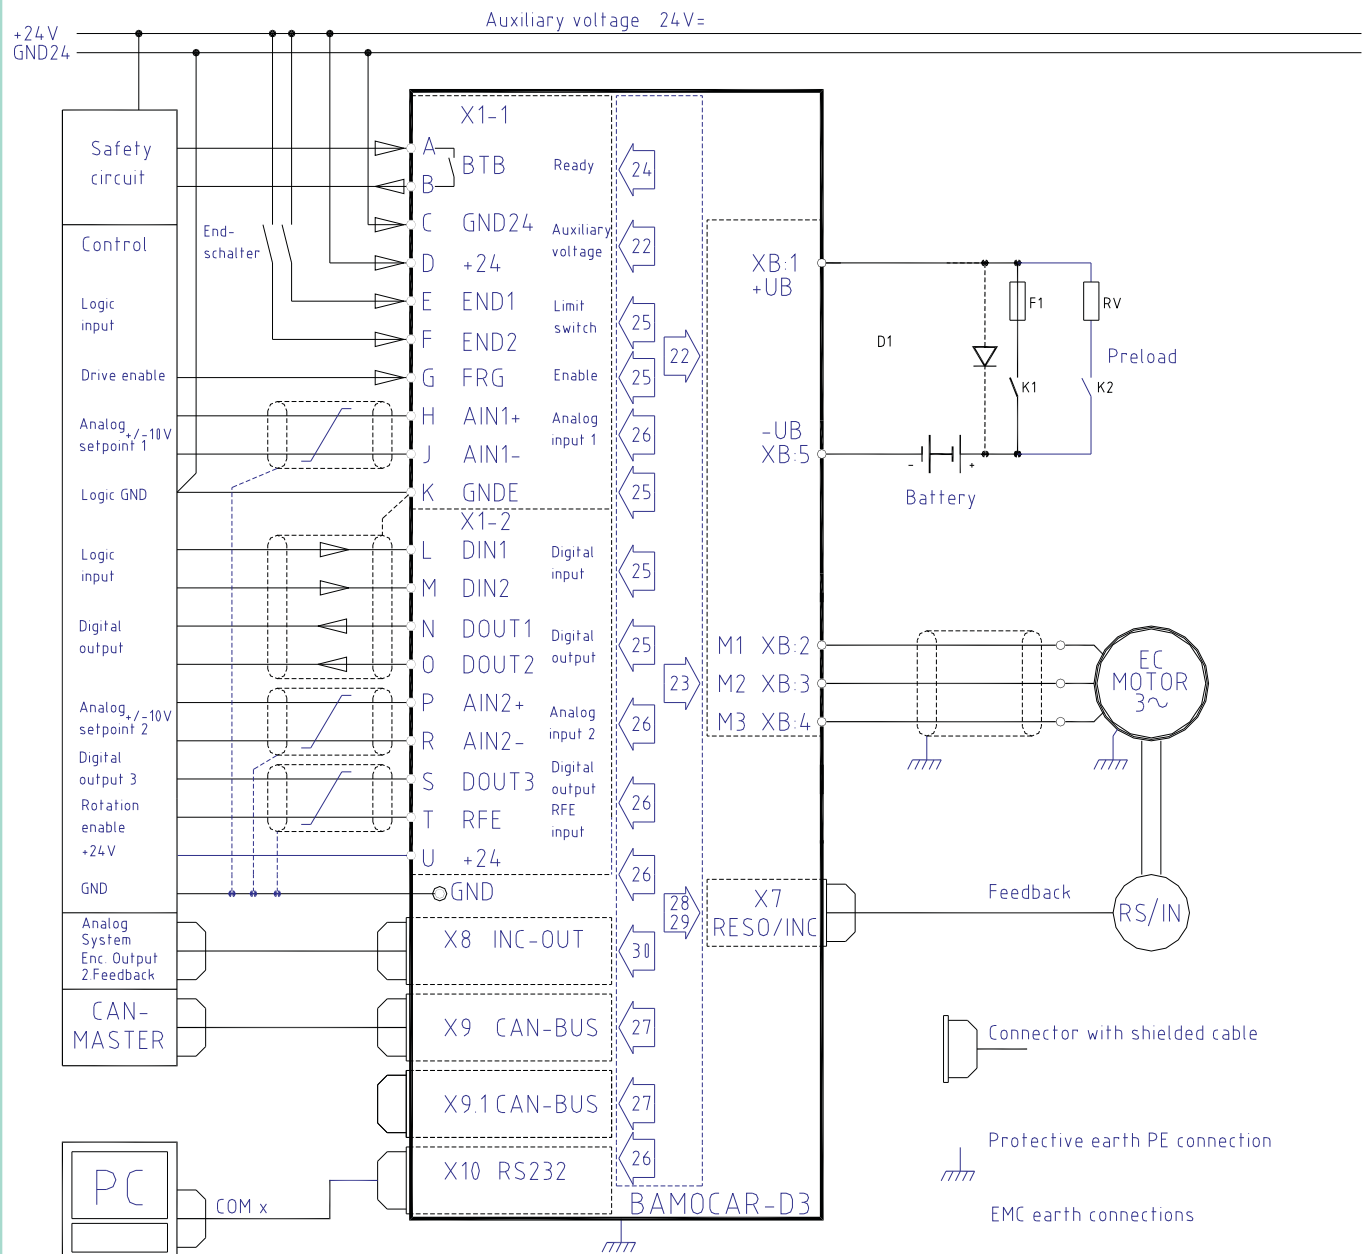 Auxiliary voltage 24V=
+24V
GND24
Safety
circuit
Control
Logic
input
Drive enable
Analog
+/-10V
setpoint 1
Logic GND
Logic
input
Digital
output
Analog
+/-10V
setpoint 2
Digital
output 3
Rotation
enable
+24V
GND
Analog
System
Enc. Output
2.Feedback
CAN-
MASTER
PC
COM x
End-
schalter
X1-1
A
BTB
Ready
24
B
C GND24
Auxiliary
voltage
22
D +24
E END1
Limit
switch
25
F END2
G FRG
Enable
25
H AIN1+
Analog
input 1
26
J AIN1-
K GNDE
25
X1-2
L DIN1
Digital
input
25
M DIN2
N DOUT1
Digital
output
25
O DOUT2
P AIN2+
Analog
input 2
26
R AIN2-
S DOUT3
Digital
output
RFE
input
26
T RFE
U +24
26
GND
X8 INC-OUT
30
X9 CAN-BUS
27
X9.1 CAN-BUS
27
X10 RS232
26
22
23
28
29
BAMOCAR-D3
XB:1
+UB
-UB
XB:5
M1 XB:2
M2 XB:3
M3 XB:4
X7
RESO/INC
D1
F1
RV
K1
K2
Preload
- +
Battery
EC
MOTOR
3~
Feedback
RS/IN
Connector with shielded cable
Protective earth PE connection
EMC earth connections